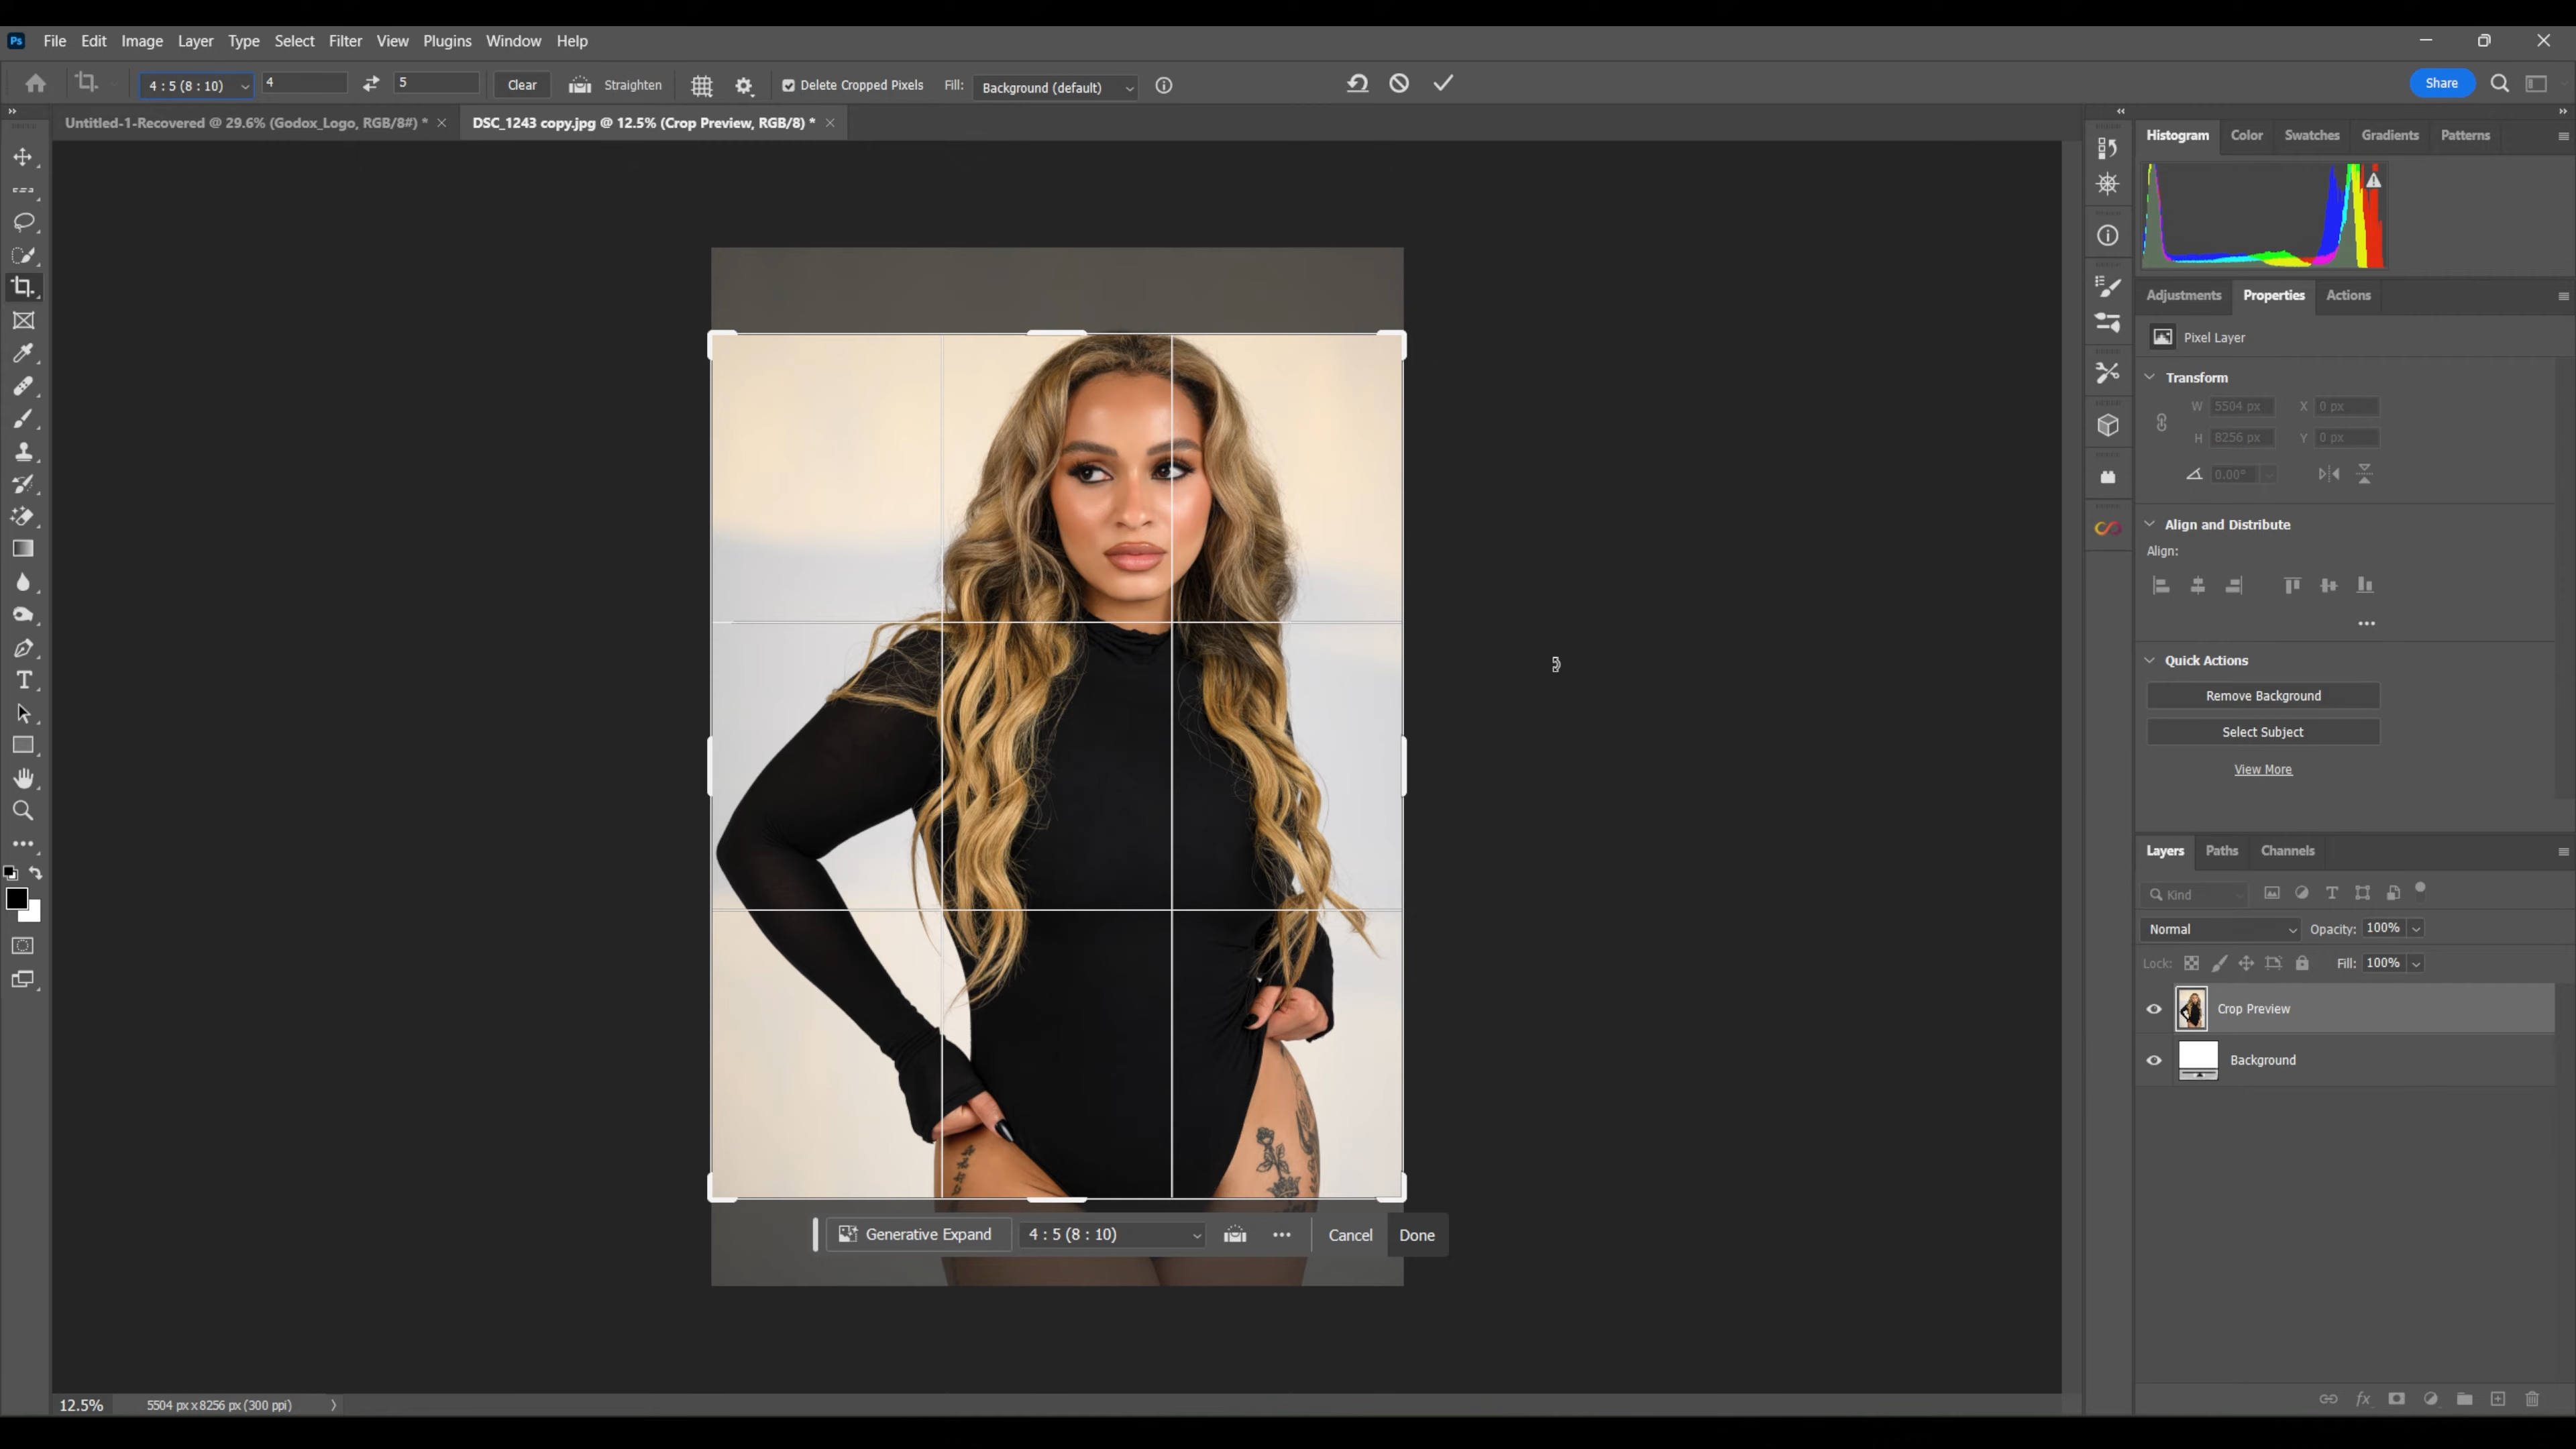 Ps File Edit Image Layer Type Select Filter View Plugins Window Help
4 : 5 (8 : 10) 4 5 Clear Straighten Delete Cropped Pixels Fill: Background (default) Share
Untitled-1-Recovered @ 29.6% (Godox_Logo, RGB/8#) * DSC_1243 copy.jpg @ 12.5% (Crop Preview, RGB/8) *
Histogram Color Swatches Gradients Patterns
Adjustments Properties Actions
Pixel Layer
Transform
W 5504 px X 0 px
H 8256 px Y 0 px
0.00°
Align and Distribute
Align:
Quick Actions
Remove Background
Select Subject
View More
Layers Paths Channels
Kind
Normal Opacity: 100%
Lock: Fill: 100%
Crop Preview
Background
Generative Expand 4 : 5 (8 : 10) Cancel Done
12.5% 5504 px x 8256 px (300 ppi)